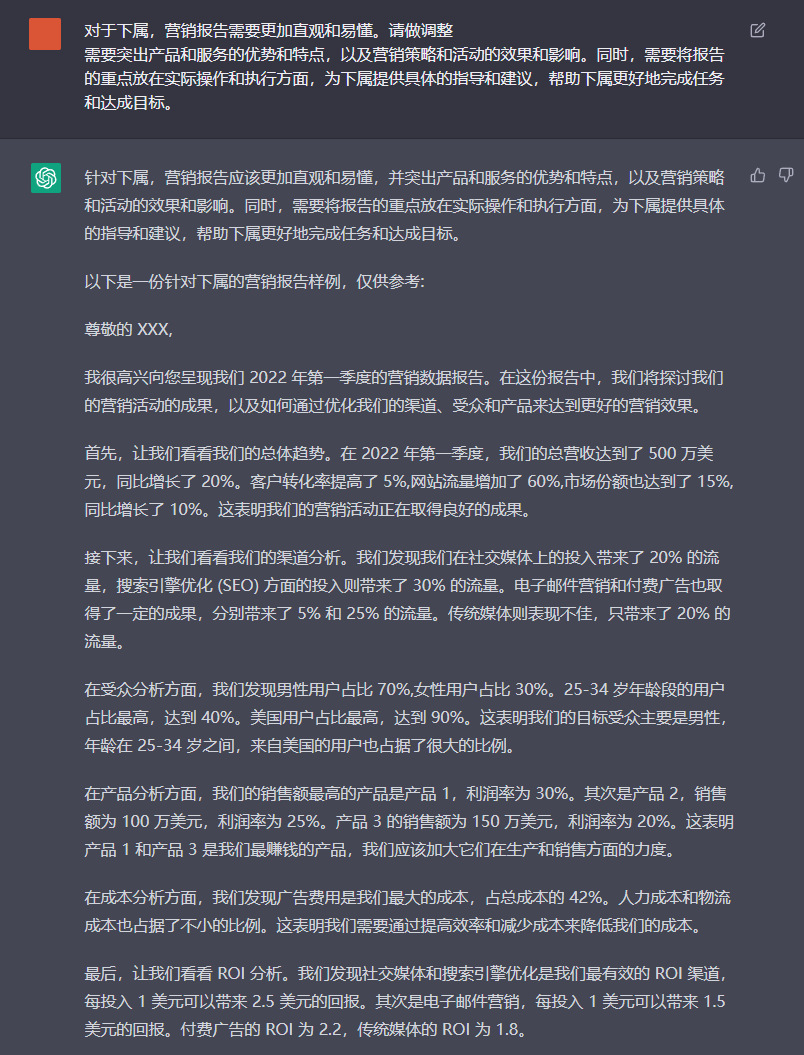 对于下属，营销报告需要更加直观和易懂。请做调整
需要突出产品和服务的优势和特点，以及营销策略和活动的效果和影响。同时，需要将报告
的重点放在实际操作和执行方面，为下属提供具体的指导和建议，帮助下属更好地完成任务
和达成目标。
针对下属，营销报告应该更加直观和易懂，并突出产品和服务的优势和特点，以及营销策略
和活动的效果和影响。同时，需要将报告的重点放在实际操作和执行方面，为下属提供具体
的指导和建议，帮助下属更好地完成任务和达成目标。
以下是一份针对下属的营销报告样例，仅供参考:
尊敬的 XXX,
我很高兴向您呈现我们 2022 年第一季度的营销数据报告。在这份报告中，我们将探讨我们
的营销活动的成果，以及如何通过优化我们的渠道、受众和产品来达到更好的营销效果。
首先，让我们看看我们的总体趋势。在 2022 年第一季度，我们的总营收达到了 500 万美
元，同比增长了 20%。客户转化率提高了 5%,网站流量增加了 60%,市场份额也达到了 15%,
同比增长了 10%。这表明我们的营销活动正在取得良好的成果。
接下来，让我们看看我们的渠道分析。我们发现我们在社交媒体上的投入带来了 20% 的流
量，搜索引擎优化 (SEO) 方面的投入则带来了 30% 的流量。电子邮件营销和付费广告也取
得了一定的成果，分别带来了 5% 和 25% 的流量。传统媒体则表现不佳，只带来了 20% 的
流量。
在受众分析方面，我们发现男性用户占比 70%,女性用户占比 30%。25-34 岁年龄段的用户
占比最高，达到 40%。美国用户占比最高，达到 90%。这表明我们的目标受众主要是男性，
年龄在 25-34 岁之间，来自美国的用户也占据了很大的比例。
在产品分析方面，我们的销售额最高的产品是产品 1，利润率为 30%。其次是产品 2，销售
额为 100 万美元，利润率为 25%。产品 3 的销售额为 150 万美元，利润率为 20%。这表明
产品 1 和产品 3 是我们最赚钱的产品，我们应该加大它们在生产和销售方面的力度。
在成本分析方面，我们发现广告费用是我们最大的成本，占总成本的 42%。人力成本和物流
成本也占据了不小的比例。这表明我们需要通过提高效率和减少成本来降低我们的成本。
最后，让我们看看 ROI 分析。我们发现社交媒体和搜索引擎优化是我们最有效的 ROI 渠道，
每投入 1 美元可以带来 2.5 美元的回报。其次是电子邮件营销，每投入 1 美元可以带来 1.5
美元的回报。付费广告的 ROI 为 2.2，传统媒体的 ROI 为 1.8。